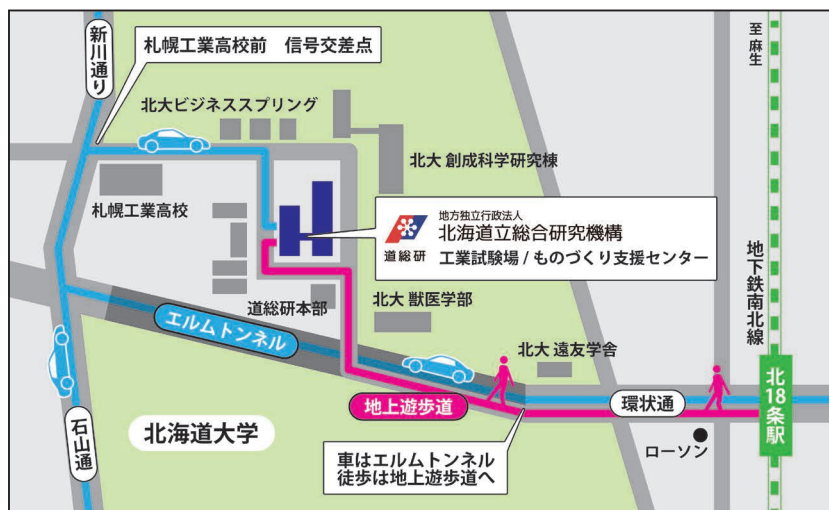 新川通り
札幌工業高校前 信号交差点
至 麻生
北大ビジネススプリング
北大 創成科学研究棟
札幌工業高校
道総研
地方独立行政法人
北海道立総合研究機構
工業試験場 / ものづくり支援センター
地下鉄南北線
道総研本部
北大 獣医学部
エルムトンネル
北大 遠友学舎
地上遊歩道
環状通
北18条駅
石山通
北海道大学
車はエルムトンネル
徒歩は地上遊歩道へ
ローソン